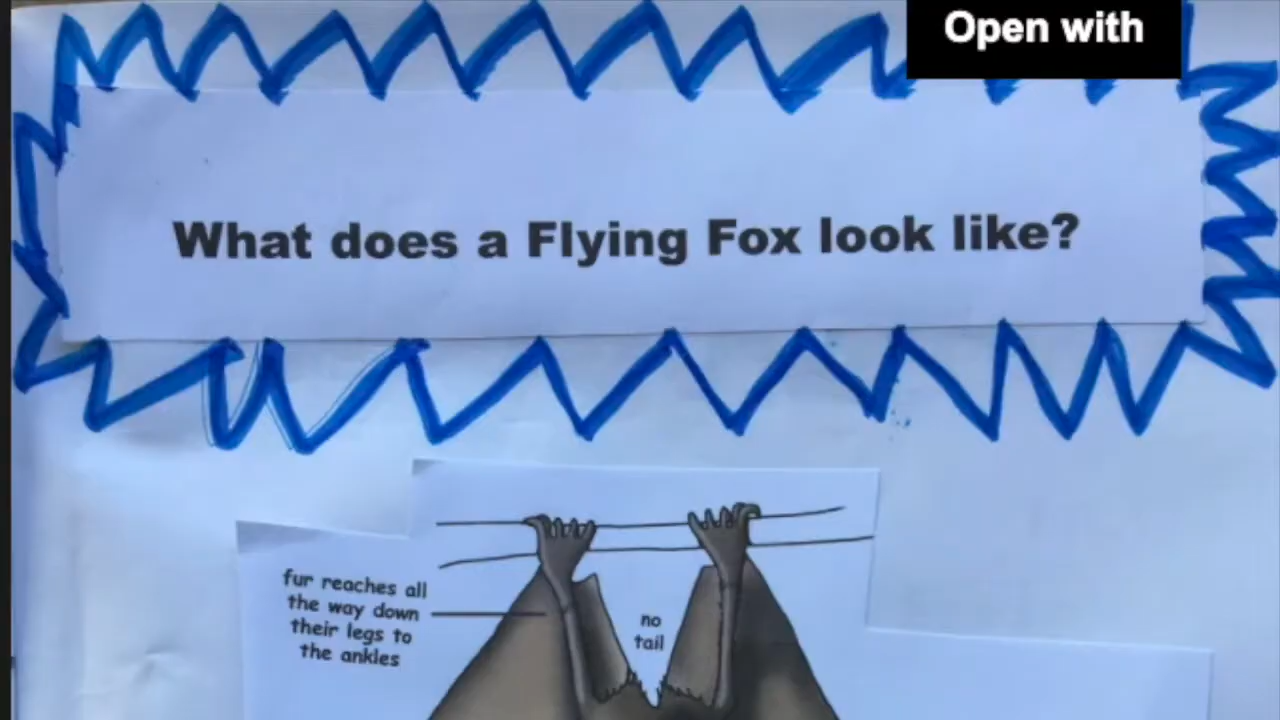 Open with
What does a Flying Fox look like?
fur reaches all
the way down
their legs to
the ankles
no
tail